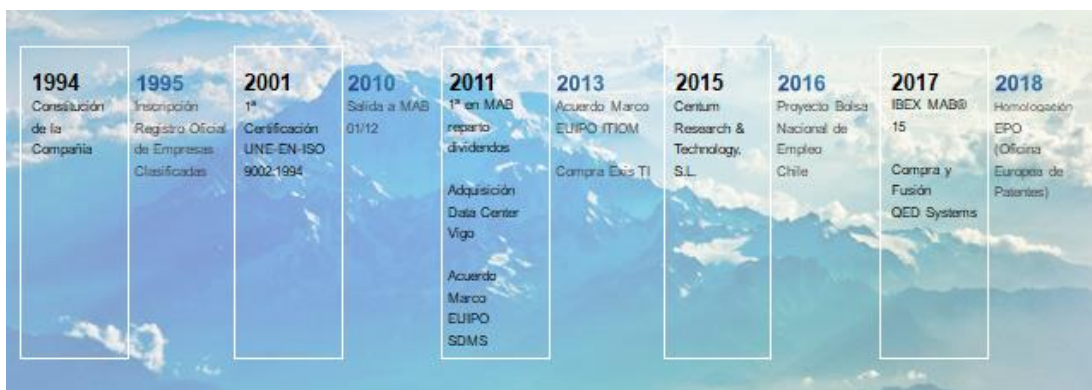 1994
Constitución
de la
Compañía
1995
Inscripción
Registro Oficial
de Empresas
Clasificadas
2001
1ª
Certificación
UNE-EN-ISO
9002:1994
2010
Salida a MAB
01/12
2011
1ª en MAB
reparto
dividendos
Adquisición
Data Center
Vigo
Acuerdo
Marco
EUIPO
SDMS
2013
Acuerdo Marco
EUIPO ITIOM
Compra Exis TI
2015
Centum
Research &
Technology,
S.L.
2016
Proyecto Bolsa
Nacional de
Empleo
Chile
2017
IBEX MAB®
15
Compra y
Fusión
QED Systems
2018
Homologación
EPO
(Oficina
Europea de
Patentes)